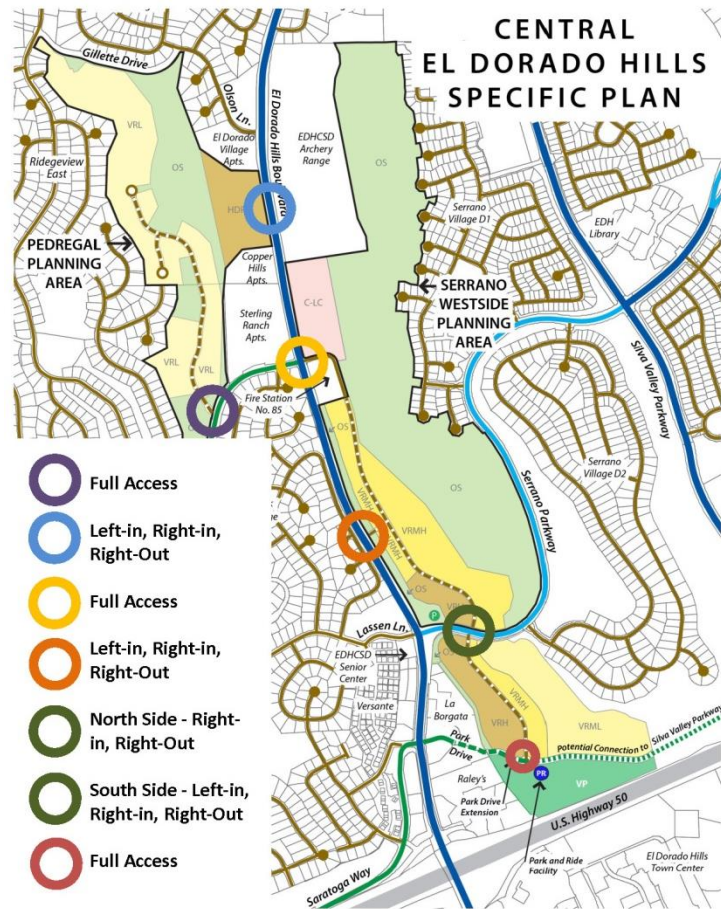 CENTRAL
EL DORADO HILLS
SPECIFIC PLAN
Gillette Drive
Olson Ln.
El Dorado Hills Boulevard
VRL
OS
El Dorado
Village
Apts.
EDHCSD
Archery
Range
OS
Ridgeview
East
HDR
Serrano
Village D1
EDH
Library
PEDREGAL
PLANNING
AREA
Copper
Hills
Apts.
C-LC
SERRANO
WESTSIDE
PLANNING
AREA
Sterling
Ranch
Apts.
VRL
VRL
Silva Valley Parkway
Fire Station
No. 85
OS
OS
Serrano
Village D2
Serrano Parkway
VRMH
VRMH
VRMH
OS
P
Lassen Ln.
OS
EDHCSD
Senior
Center
Versante
La
Borgata
VRMH
VRH
VRML
Park
Drive
Potential Connection to
Silva Valley Parkway
Raley's
PR
VP
Park Drive
Extension
U.S. Highway 50
Park and Ride
Facility
El Dorado Hills
Town Center
Saratoga Way
Full Access
Left-in, Right-in,
Right-Out
Full Access
Left-in, Right-in,
Right-Out
North Side - Right-
in, Right-Out
South Side - Left-in,
Right-in, Right-Out
Full Access